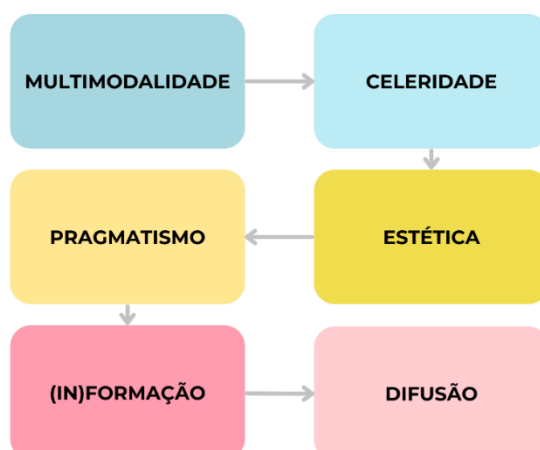 MULTIMODALIDADE
CELERIDADE
ESTÉTICA
PRAGMATISMO
(IN)FORMAÇÃO
DIFUSÃO